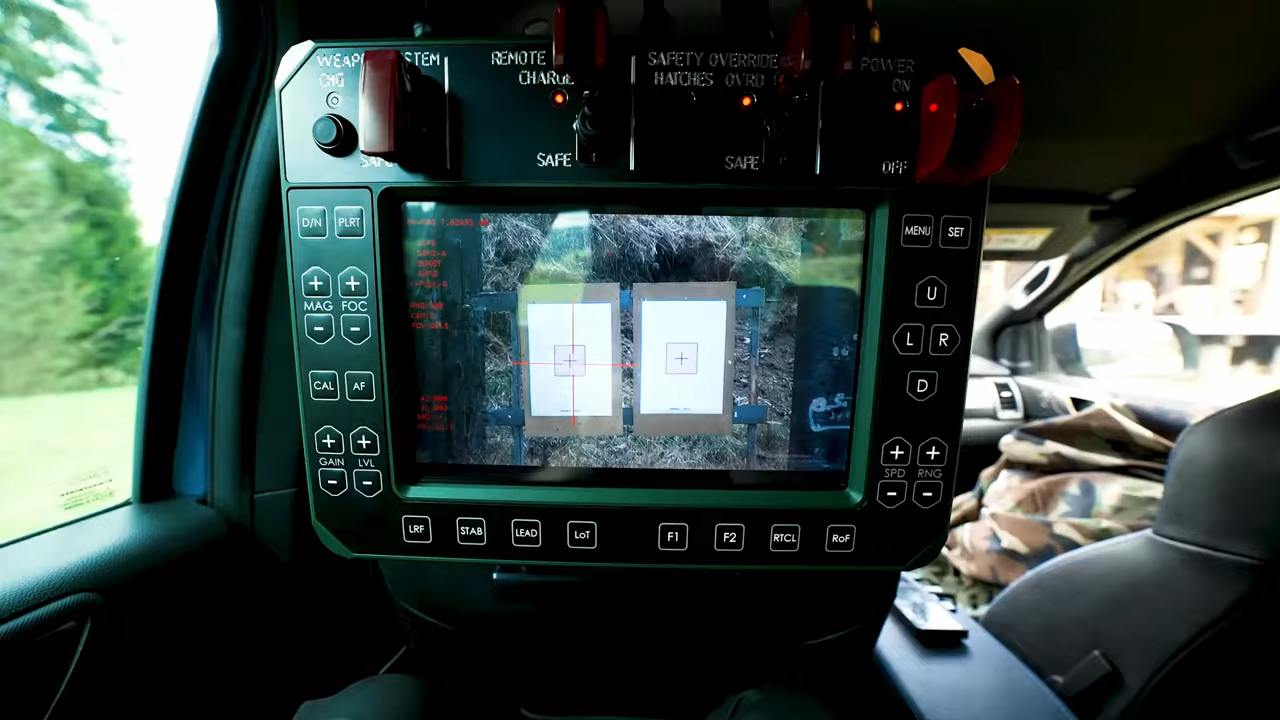 REMOTE
SAFETY OVERRIDE
POWER
CHG
CHARGE
HATCHES OVRD
ON
SAFE
SAFE
SAFE
OFF
D/N
PLRT
MENU
SET
MAG
FOC
U
L
R
D
CAL
AF
GAIN
LVL
SPD
RNG
LRF
STAB
LEAD
LoT
F1
F2
RTCL
RoF